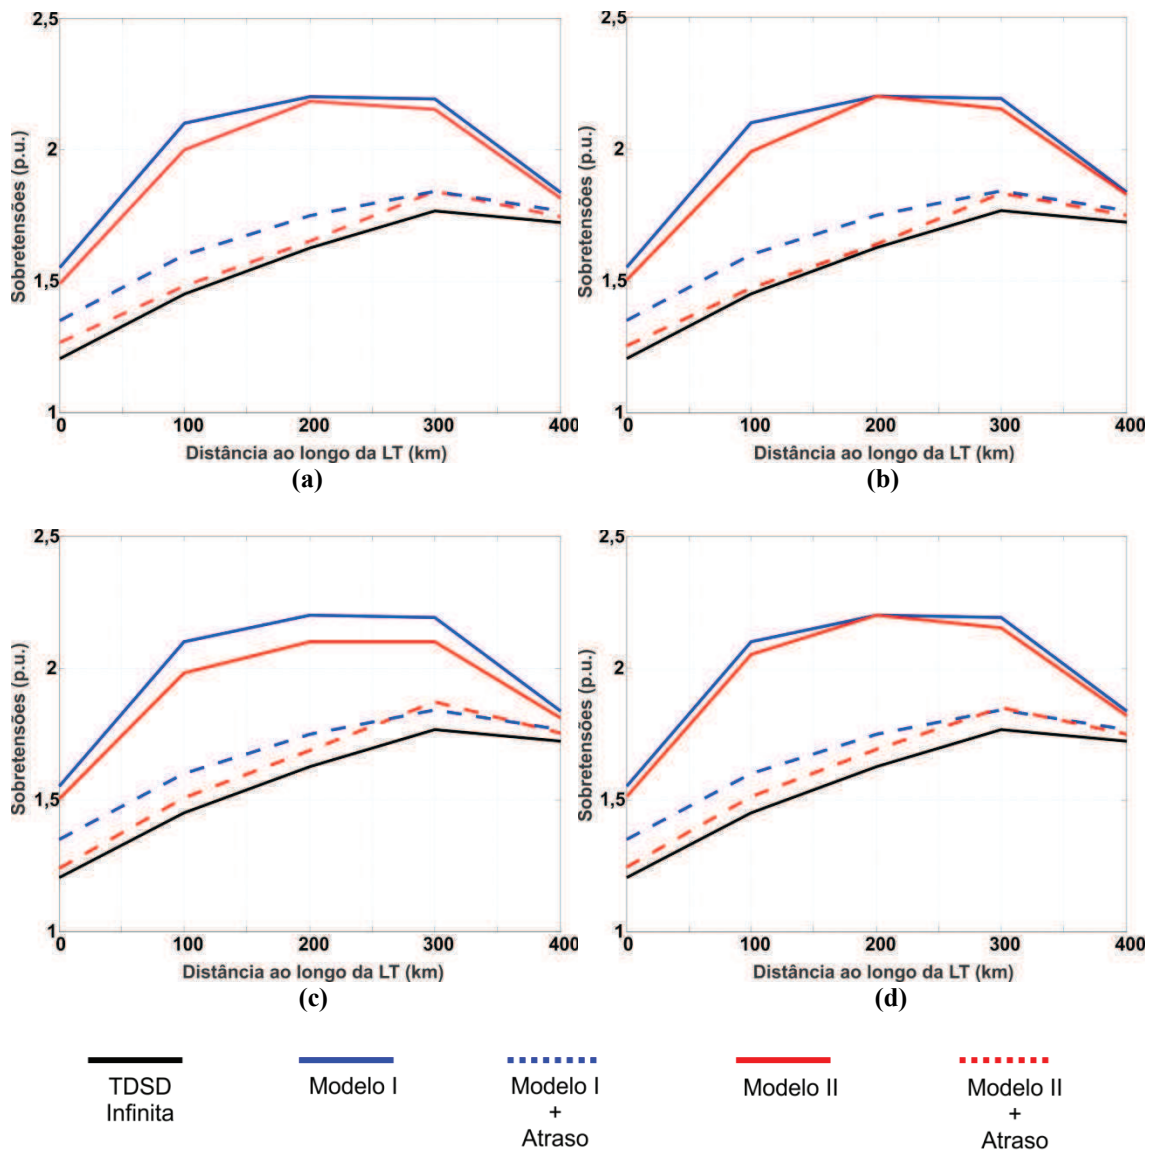 2,5
2
1,5
1
Sobretensões (p.u.)
0
100
200
300
400
Distância ao longo da LT (km)
(a)
2,5
2
1,5
1
Sobretensões (p.u.)
0
100
200
300
400
Distância ao longo da LT (km)
(b)
2,5
2
1,5
1
Sobretensões (p.u.)
0
100
200
300
400
Distância ao longo da LT (km)
(c)
2,5
2
1,5
1
Sobretensões (p.u.)
0
100
200
300
400
Distância ao longo da LT (km)
(d)
TDSD
Infinita
Modelo I
Modelo I
+
Atraso
Modelo II
Modelo II
+
Atraso